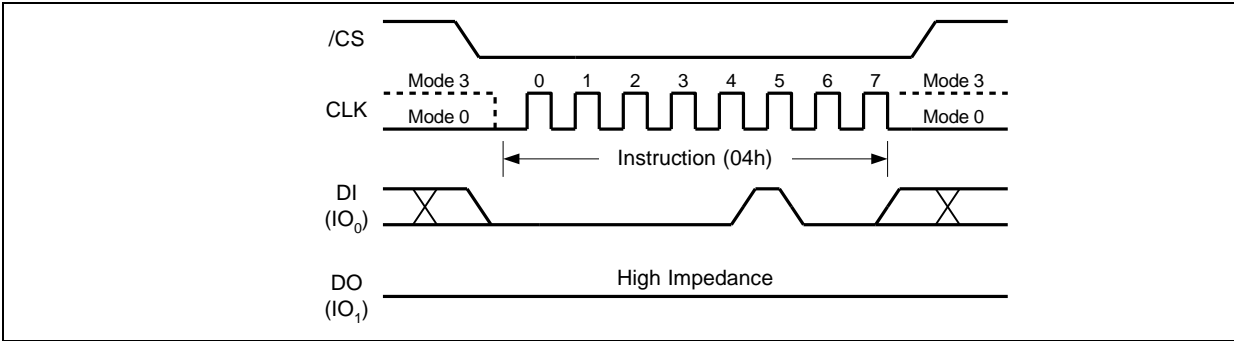 /CS
Mode 3 0 1 2 3 4 5 6 7 Mode 3
CLK
Mode 0 Mode 0
Instruction (04h)
DI
(IO0)
High Impedance
DO
(IO1)